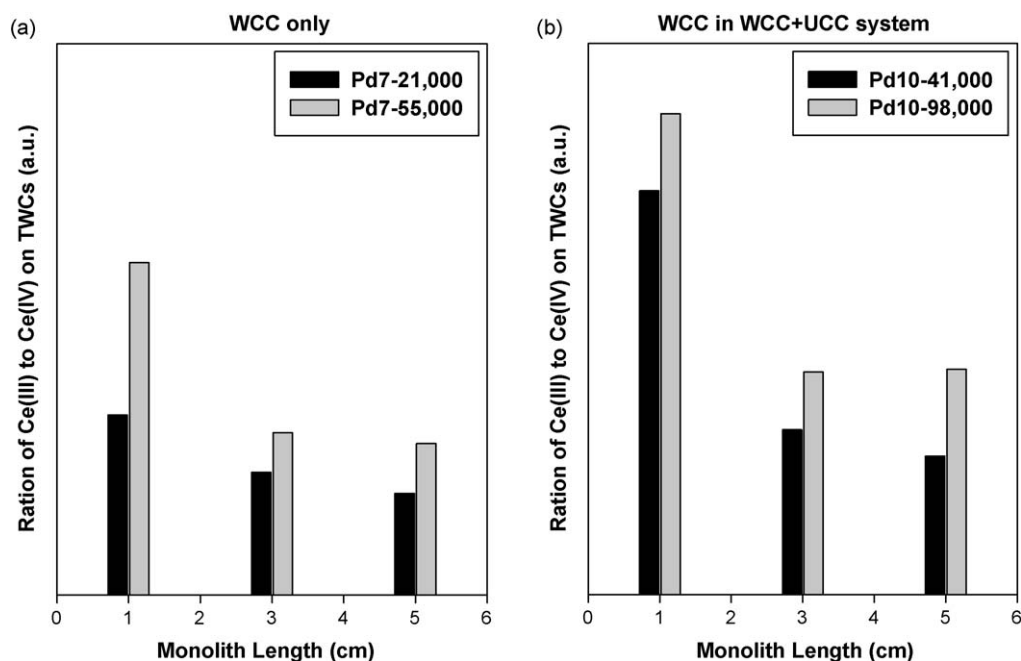 (a)
WCC only
Pd7-21,000
Pd7-55,000
Ration of Ce(III) to Ce(IV) on TWCs (a.u.)
0 1 2 3 4 5 6
Monolith Length (cm)
(b)
WCC in WCC+UCC system
Pd10-41,000
Pd10-98,000
Ration of Ce(III) to Ce(IV) on TWCs (a.u.)
0 1 2 3 4 5 6
Monolith Length (cm)